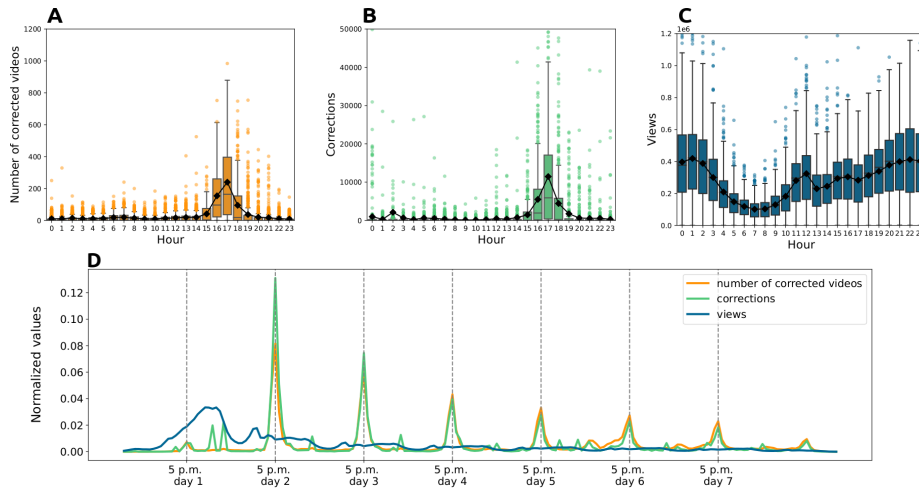 A
B
C
Number of corrected videos
1200
1000
800
600
400
200
0
0 1 2 3 4 5 6 7 8 9 10 11 12 13 14 15 16 17 18 19 20 21 22 23
Hour
Corrections
50000
40000
30000
20000
10000
0
0 1 2 3 4 5 6 7 8 9 10 11 12 13 14 15 16 17 18 19 20 21 22 23
Hour
1e6
Views
1.2
1.0
0.8
0.6
0.4
0.2
0.0
0 1 2 3 4 5 6 7 8 9 10 11 12 13 14 15 16 17 18 19 20 21 22
Hour
D
Normalized values
0.12
0.10
0.08
0.06
0.04
0.02
0.00
number of corrected videos
corrections
views
5 p.m. 5 p.m. 5 p.m. 5 p.m. 5 p.m. 5 p.m. 5 p.m.
day 1 day 2 day 3 day 4 day 5 day 6 day7